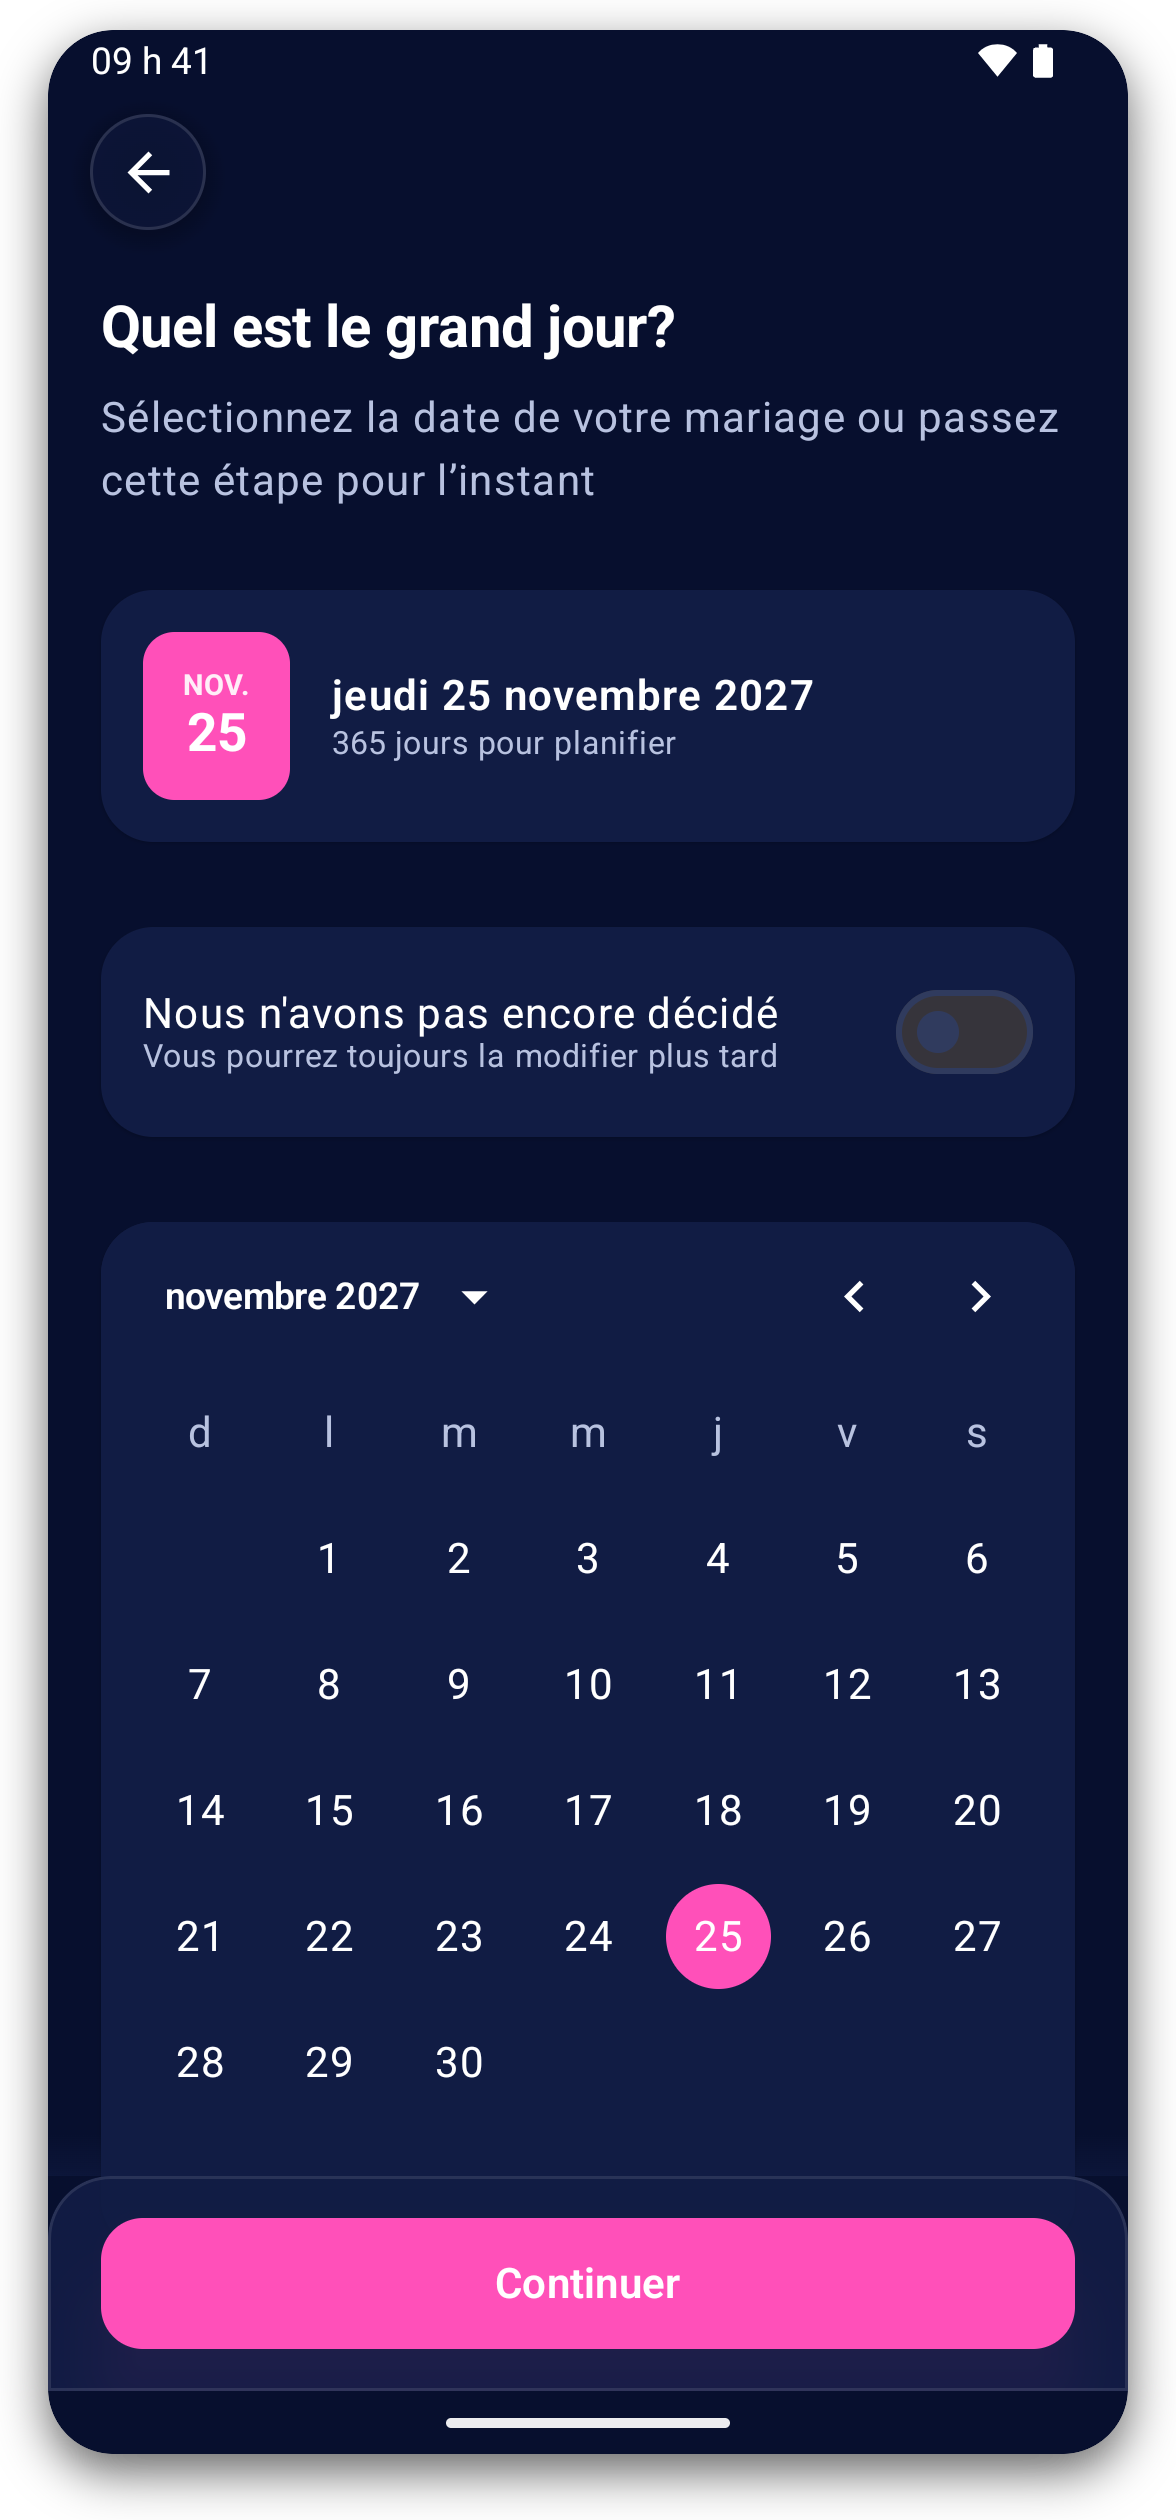 09 h 41
Quel est le grand jour?
Sélectionnez la date de votre mariage ou passez
cette étape pour l’instant
NOV.
25
jeudi 25 novembre 2027
365 jours pour planifier
Nous n'avons pas encore décidé
Vous pourrez toujours la modifier plus tard
novembre 2027
d l m m j v s
1 2 3 4 5 6
7 8 9 10 11 12 13
14 15 16 17 18 19 20
21 22 23 24 25 26 27
28 29 30
Continuer